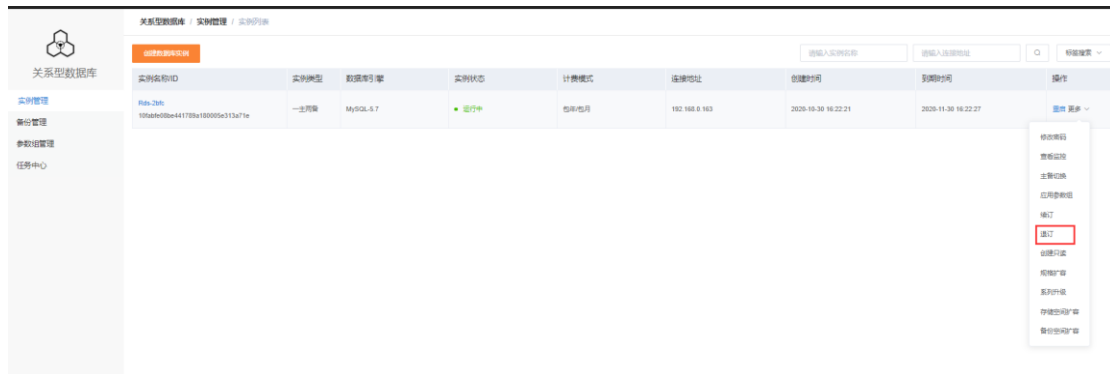 关系型数据库 / 实例管理 / 实例列表
关系型数据库
创建数据库实例
请输入实例名称
请输入连接地址
标签搜索
实例名称/ID 实例类型 数据库引擎 实例状态 计费模式 连接地址 创建时间 到期时间 操作
实例管理
备份管理
参数组管理
任务中心
Rds-2bfc
一主两备 MySQL-5.7 运行中 包年/包月 192.168.0.163 2020-10-30 16:22:21 2020-11-30 16:22:27 更多
修改密码
查看监控
主备切换
应用参数组
续订
退订
创建只读
规格扩容
系列升级
存储空间扩容
备份空间扩容